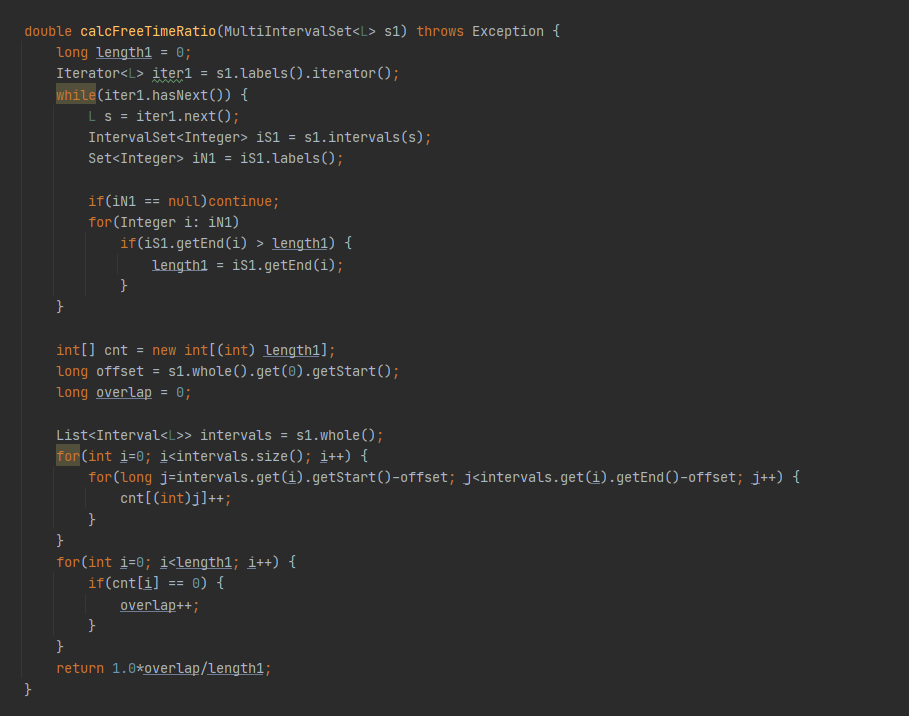 double calcFreeTimeRatio(MultiIntervalSet<L> s1) throws Exception {
    long length1 = 0;
    Iterator<L> iter1 = s1.labels().iterator();
    while(iter1.hasNext()) {
        L s = iter1.next();
        IntervalSet<Integer> iS1 = s1.intervals(s);
        Set<Integer> iN1 = iS1.labels();

        if(iN1 == null)continue;
        for(Integer i: iN1)
            if(iS1.getEnd(i) > length1) {
                length1 = iS1.getEnd(i);
            }
    }

    int[] cnt = new int[(int) length1];
    long offset = s1.whole().get(0).getStart();
    long overlap = 0;

    List<Interval<L>> intervals = s1.whole();
    for(int i=0; i<intervals.size(); i++) {
        for(long j=intervals.get(i).getStart()-offset; j<intervals.get(i).getEnd()-offset; j++) {
            cnt[(int)j]++;
        }
    }
    for(int i=0; i<length1; i++) {
        if(cnt[i] == 0) {
            overlap++;
        }
    }
    return 1.0*overlap/length1;
}